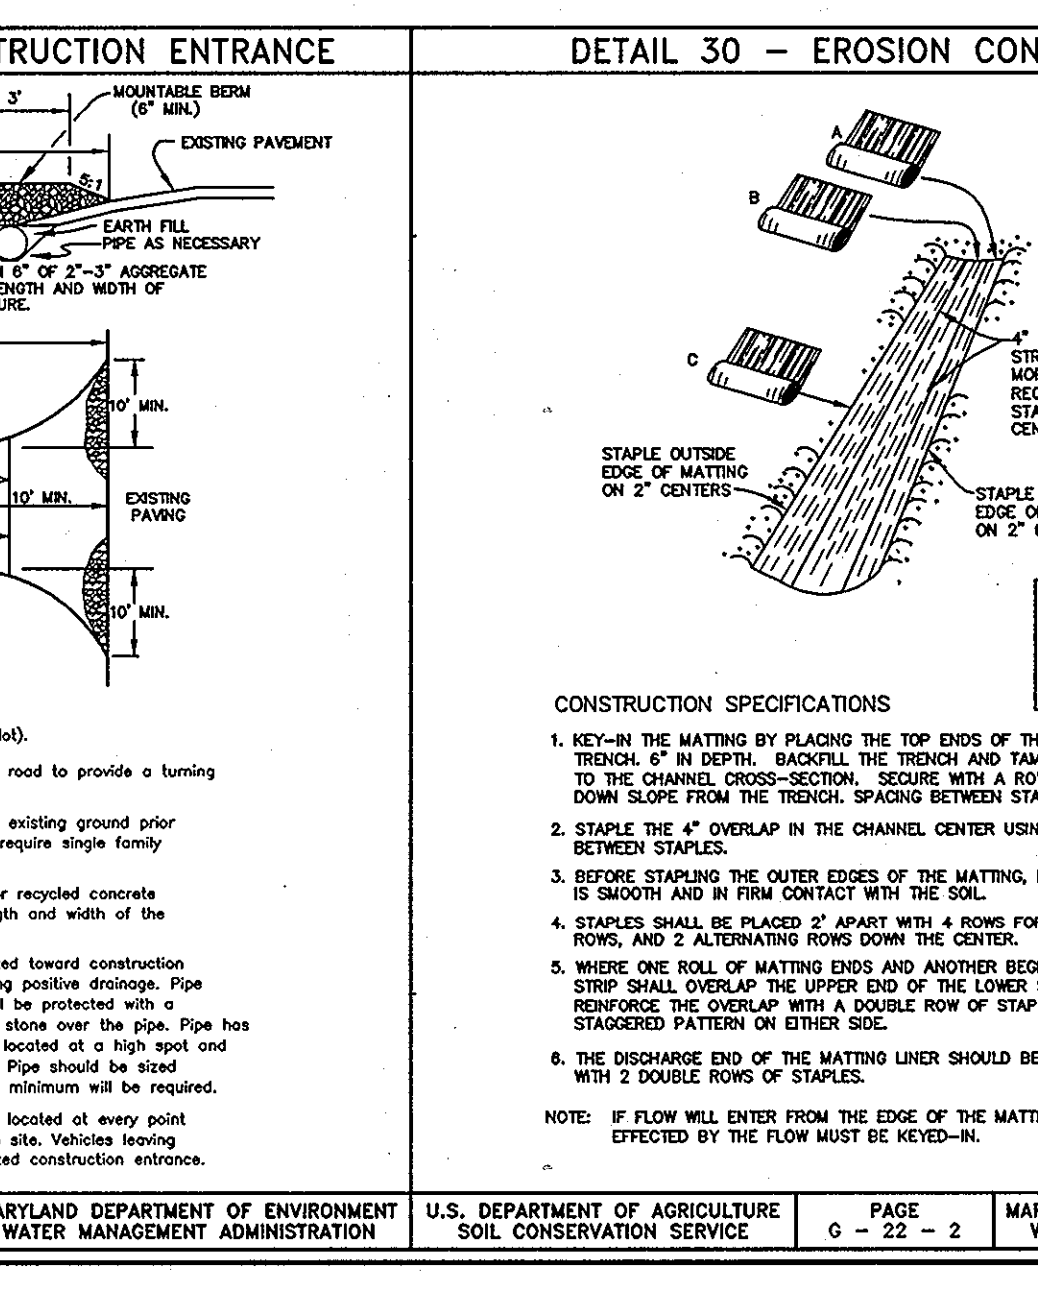 TRUCTION ENTRANCE
3'
MOUNTABLE BERM
(6" MIN.)
EXISTING PAVEMENT
5:1
EARTH FILL
PIPE AS NECESSARY
6" OF 2"-3" AGGREGATE
ENGTH AND WIDTH OF
URE.
10' MIN.
10' MIN.
EXISTING
PAVING
10' MIN.
lot).
road to provide a turning
existing ground prior
require single family
r recycled concrete
gth and width of the
ed toward construction
ng positive drainage. Pipe
l be protected with a
stone over the pipe. Pipe has
located at a high spot and
Pipe should be sized
minimum will be required.
located at every point
site. Vehicles leaving
ed construction entrance.
ARYLAND DEPARTMENT OF ENVIRONMENT
WATER MANAGEMENT ADMINISTRATION
DETAIL 30 - EROSION CON
A
B
C
4"
STR
MO
REC
STA
CEN
STAPLE OUTSIDE
EDGE OF MATTING
ON 2" CENTERS
STAPLE
EDGE O
ON 2"
CONSTRUCTION SPECIFICATIONS
1. KEY-IN THE MATTING BY PLACING THE TOP ENDS OF TH
TRENCH. 6" IN DEPTH. BACKFILL THE TRENCH AND TAM
TO THE CHANNEL CROSS-SECTION. SECURE WITH A RO
DOWN SLOPE FROM THE TRENCH. SPACING BETWEEN STA
2. STAPLE THE 4" OVERLAP IN THE CHANNEL CENTER USIN
BETWEEN STAPLES.
3. BEFORE STAPLING THE OUTER EDGES OF THE MATTING,
IS SMOOTH AND IN FIRM CONTACT WITH THE SOIL.
4. STAPLES SHALL BE PLACED 2' APART WITH 4 ROWS FOR
ROWS, AND 2 ALTERNATING ROWS DOWN THE CENTER.
5. WHERE ONE ROLL OF MATTING ENDS AND ANOTHER BEG
STRIP SHALL OVERLAP THE UPPER END OF THE LOWER
REINFORCE THE OVERLAP WITH A DOUBLE ROW OF STAP
STAGGERED PATTERN ON EITHER SIDE.
6. THE DISCHARGE END OF THE MATTING LINER SHOULD BE
WITH 2 DOUBLE ROWS OF STAPLES.
NOTE: IF FLOW WILL ENTER FROM THE EDGE OF THE MATT
EFFECTED BY THE FLOW MUST BE KEYED-IN.
U.S. DEPARTMENT OF AGRICULTURE
SOIL CONSERVATION SERVICE
PAGE
G - 22 - 2
MAR
W